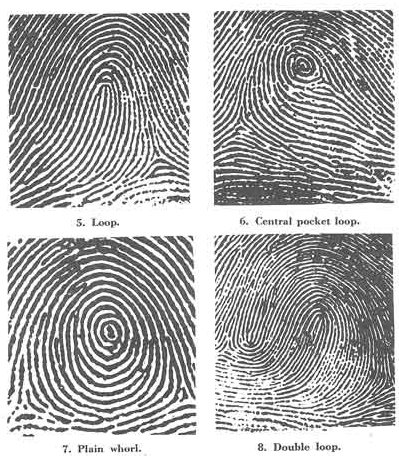 5. Loop.
6. Central pocket loop.
7. Plain whorl.
8. Double loop.